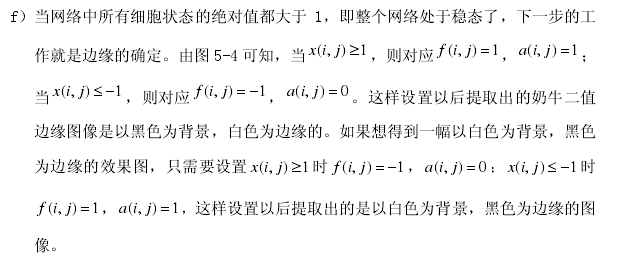 f）当网络中所有细胞状态的绝对值都大于 1，即整个网络处于稳态了，下一步的工
作就是边缘的确定。由图 5-4 可知，当 x(i, j) ≥1，则对应 f(i, j) =1， a(i, j) =1；
当 x(i, j) ≤ -1，则对应 f(i, j) = -1， a(i, j) =0 。这样设置以后提取出的奶牛二值
边缘图像是以黑色为背景，白色为边缘的。如果想得到一幅以白色为背景，黑色
为边缘的效果图，只需要设置 x(i, j) ≥1 时 f(i, j) = -1， a(i, j) =0； x(i, j) ≤ -1 时
f(i, j) =1， a(i, j) =1，这样设置以后提取出的是以白色为背景，黑色为边缘的图
像。